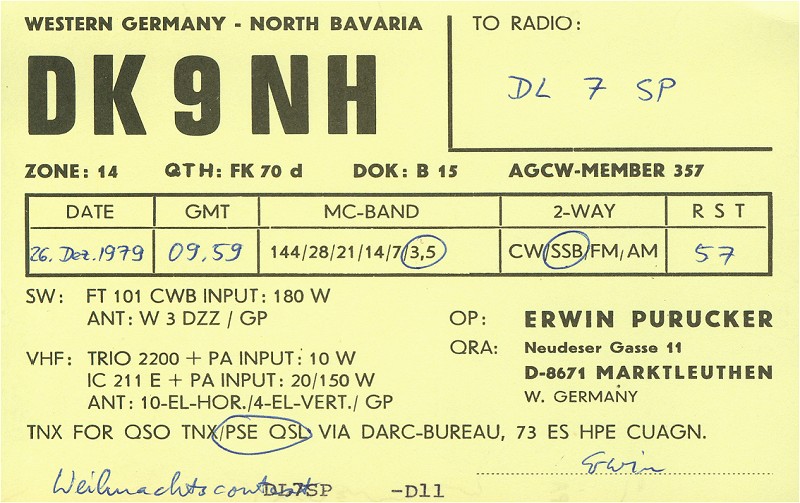 WESTERN GERMANY - NORTH BAVARIA
DK9NH
TO RADIO:
DL 7 SP
ZONE: 14 QTH: FK 70 d DOK: B 15 AGCW-MEMBER 357
DATE GMT MC-BAND 2-WAY RST
26. Dez. 1979 09.59 144/28/21/14/7/3,5 CW/SSB/FM/AM 57
SW: FT 101 CWB INPUT: 180 W
ANT: W 3 DZZ / GP
VHF: TRIO 2200 + PA INPUT: 10 W
IC 211 E + PA INPUT: 20/150 W
ANT: 10-EL-HOR./4-EL-VERT./ GP
OP: ERWIN PURUCKER
QRA: Neudeser Gasse 11
D-8671 MARKTLEUTHEN
W. GERMANY
TNX FOR QSO TNX/PSE QSL VIA DARC-BUREAU, 73 ES HPE CUAGN.
Erwin
Weihnachtscontest
DL7SP -D11